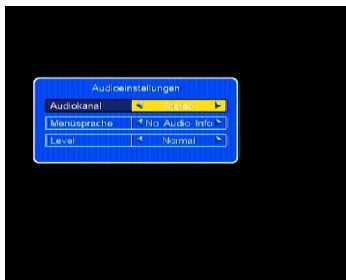 Audioeinstellungen
Audiokanal Stereo
Menüsprache No Audio Info
Level Normal